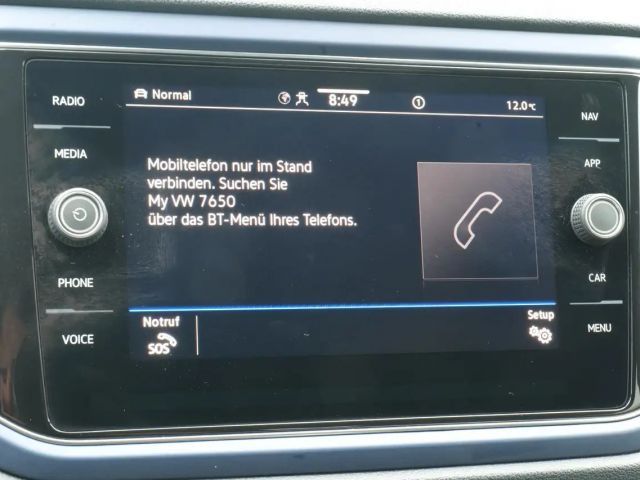 RADIO
MEDIA
PHONE
VOICE
Normal
8:49
1
12.0°C
Mobiltelefon nur im Stand
verbinden. Suchen Sie
My VW 7650
über das BT-Menü Ihres Telefons.
Notruf
SOS
Setup
NAV
APP
CAR
MENU